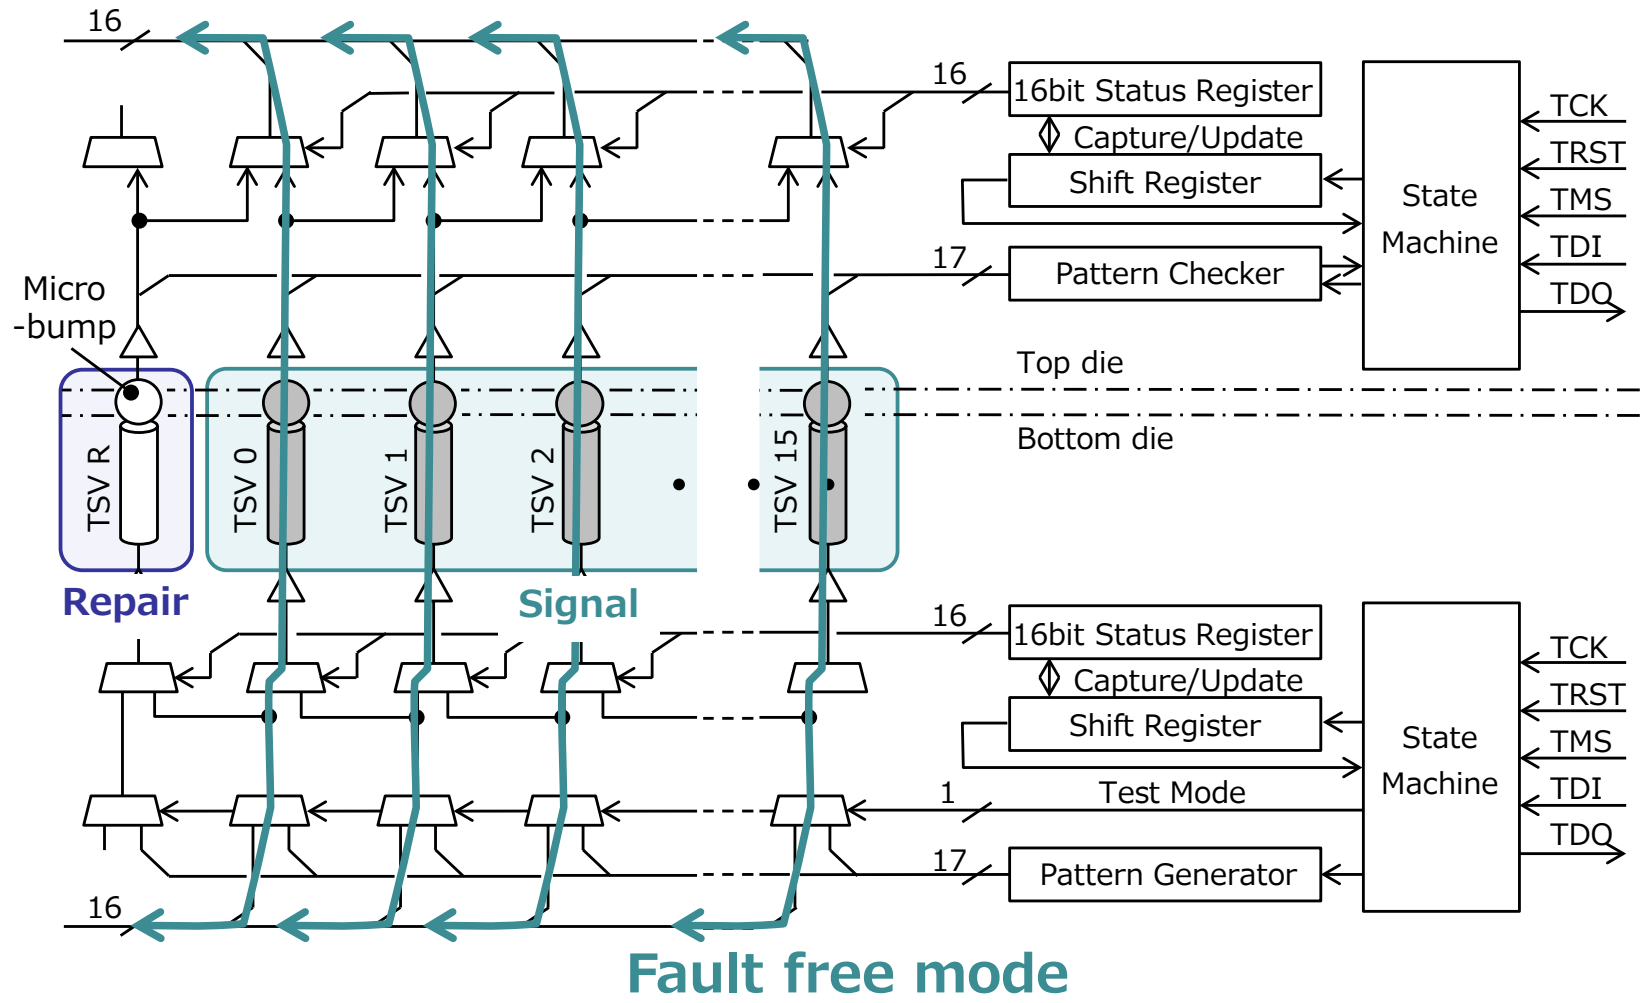 16
16
16bit Status Register
Capture/Update
Shift Register
17
Pattern Checker
State
Machine
TCK
TRST
TMS
TDI
TDO
Micro
-bump
Top die
Bottom die
TSV R
TSV 0
TSV 1
TSV 2
TSV 15
Repair
Signal
16
16bit Status Register
Capture/Update
Shift Register
1
Test Mode
17
Pattern Generator
State
Machine
TCK
TRST
TMS
TDI
TDO
16
Fault free mode